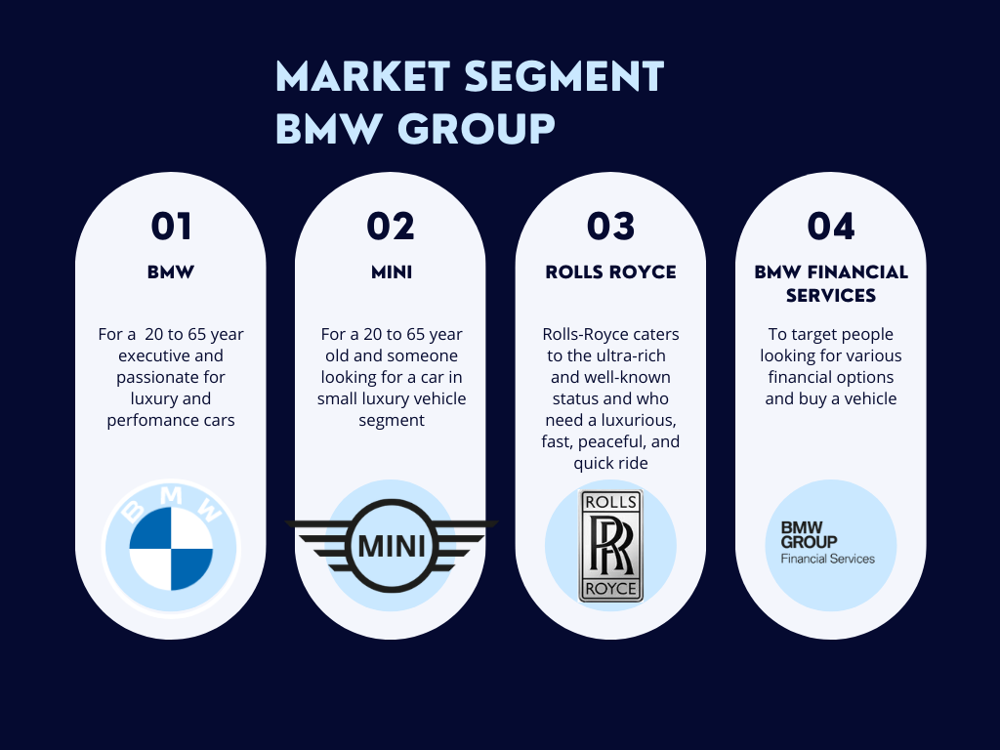 MARKET SEGMENT
BMW GROUP
01
BMW
For a  20 to 65 year
executive and
passionate for
luxury and
perfomance cars
BMW
02
MINI
For a 20 to 65 year
old and someone
looking for a car in
small luxury vehicle
segment
MINI
03
ROLLS ROYCE
Rolls-Royce caters
to the ultra-rich
and well-known
status and who
need a luxurious,
fast, peaceful, and
quick ride
ROLLS
RR
ROYCE
04
BMW FINANCIAL
SERVICES
To target people
looking for various
financial options
and buy a vehicle
BMW
GROUP
Financial Services